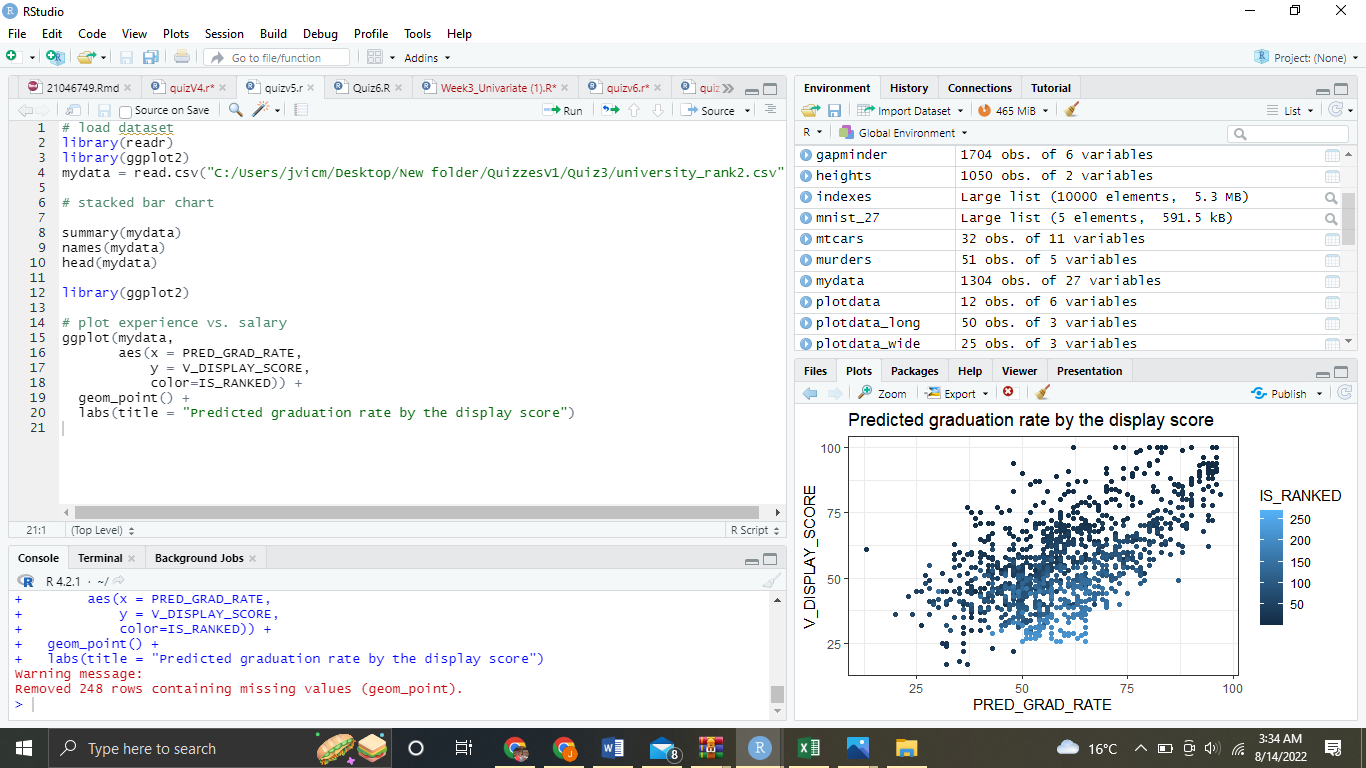 RStudio
File Edit Code View Plots Session Build Debug Profile Tools Help
Go to file/function Addins Project: (None)
21046749.Rmd quizV4.r* quizv5.r Quiz6.R Week3_Univariate (1).R* quizv6.r* quiz
Source on Save Run Source
1 # load dataset
2 library(readr)
3 library(ggplot2)
4 mydata = read.csv("C:/Users/jvicm/Desktop/New folder/QuizzesV1/Quiz3/university_rank2.csv"
5
6 # stacked bar chart
7
8 summary(mydata)
9 names(mydata)
10 head(mydata)
11
12 library(ggplot2)
13
14 # plot experience vs. salary
15 ggplot(mydata,
16 aes(x = PRED_GRAD_RATE,
17 y = V_DISPLAY_SCORE,
18 color=IS_RANKED)) +
19 geom_point() +
20 labs(title = "Predicted graduation rate by the display score")
21
21:1 (Top Level) R Script
Console Terminal Background Jobs
R 4.2.1 · ~/
+ aes(x = PRED_GRAD_RATE,
+ y = V_DISPLAY_SCORE,
+ color=IS_RANKED)) +
+ geom_point() +
+ labs(title = "Predicted graduation rate by the display score")
Warning message:
Removed 248 rows containing missing values (geom_point).
>
Environment History Connections Tutorial
Import Dataset 465 MiB List
R Global Environment
gapminder 1704 obs. of 6 variables
heights 1050 obs. of 2 variables
indexes Large list (10000 elements, 5.3 MB)
mnist_27 Large list (5 elements, 591.5 kB)
mtcars 32 obs. of 11 variables
murders 51 obs. of 5 variables
mydata 1304 obs. of 27 variables
plotdata 12 obs. of 6 variables
plotdata_long 50 obs. of 3 variables
plotdata_wide 25 obs. of 3 variables
Files Plots Packages Help Viewer Presentation
Zoom Export Publish
Predicted graduation rate by the display score
100
75
50
25
V_DISPLAY_SCORE
25 50 75 100
PRED_GRAD_RATE
IS_RANKED
250
200
150
100
50
Type here to search
8
16°C
3:34 AM
8/14/2022